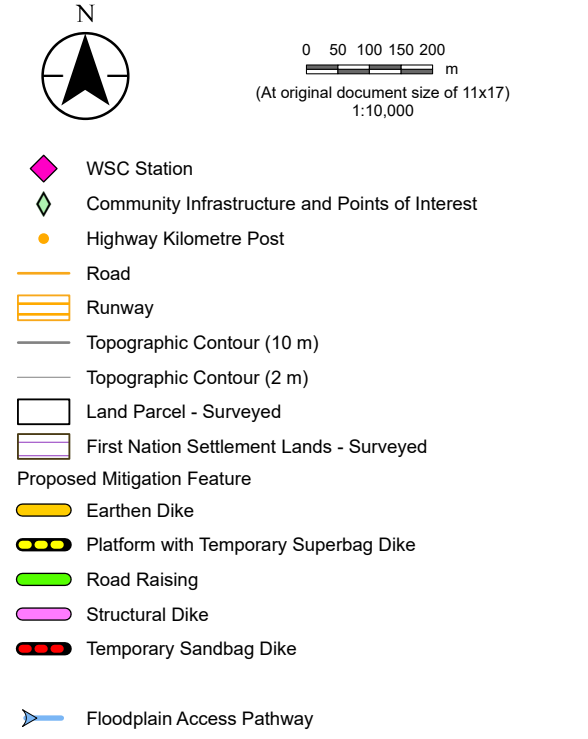 N
0 50 100 150 200
m
(At original document size of 11x17)
1:10,000
WSC Station
Community Infrastructure and Points of Interest
Highway Kilometre Post
Road
Runway
Topographic Contour (10 m)
Topographic Contour (2 m)
Land Parcel - Surveyed
First Nation Settlement Lands - Surveyed
Proposed Mitigation Feature
Earthen Dike
Platform with Temporary Superbag Dike
Road Raising
Structural Dike
Temporary Sandbag Dike
Floodplain Access Pathway